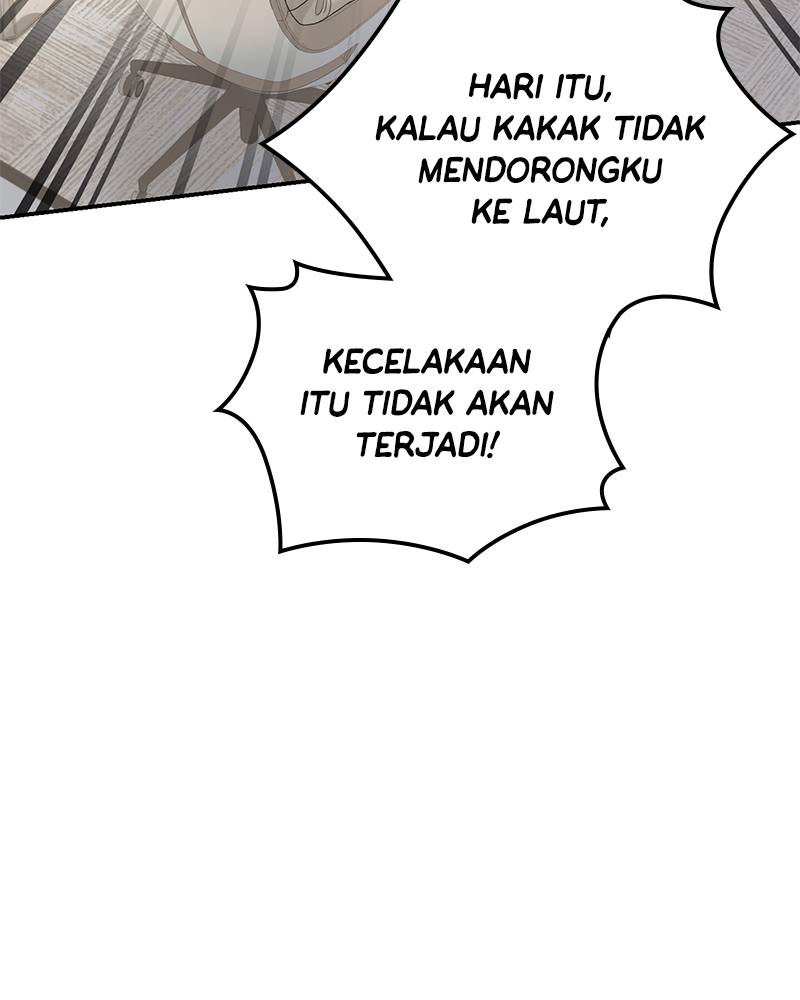 HARI ITU,
KALAU KAKAK TIDAK
MENDORONGKU
KE LAUT,
KECELAKAAN
ITU TIDAK AKAN
TERJADI!